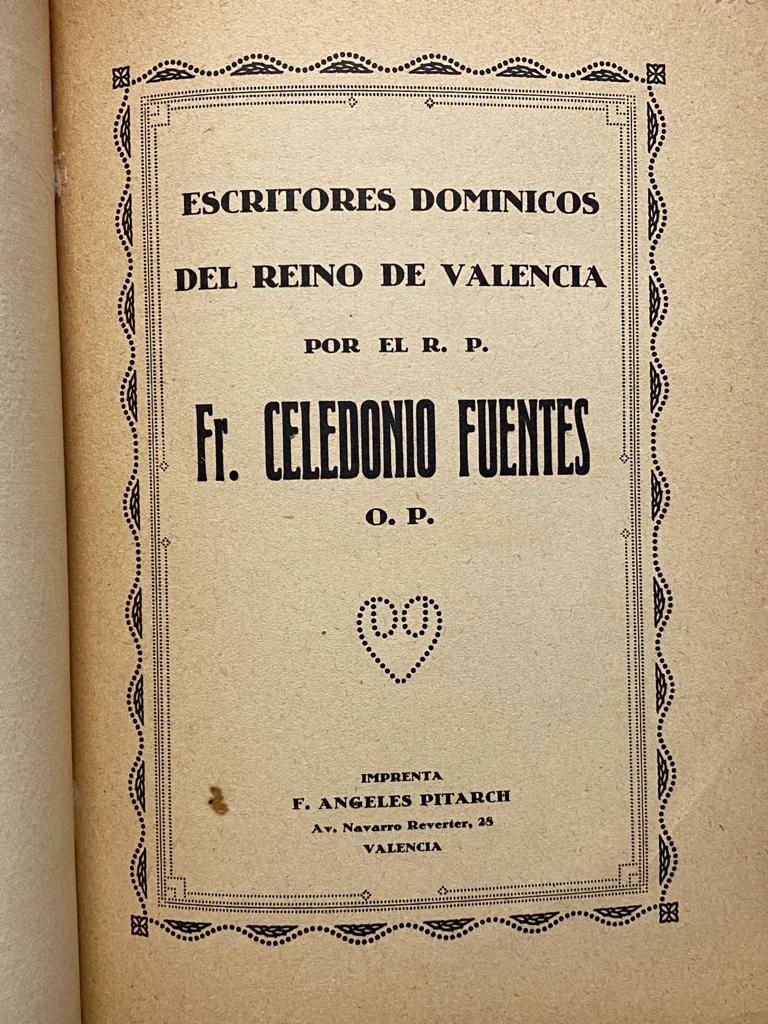 ESCRITORES DOMINICOS
DEL REINO DE VALENCIA
POR EL R. P.
Fr. CELEDONIO FUENTES
O. P.
IMPRENTA
F. ANGELES PITARCH
Av. Navarro Reverter, 28
VALENCIA